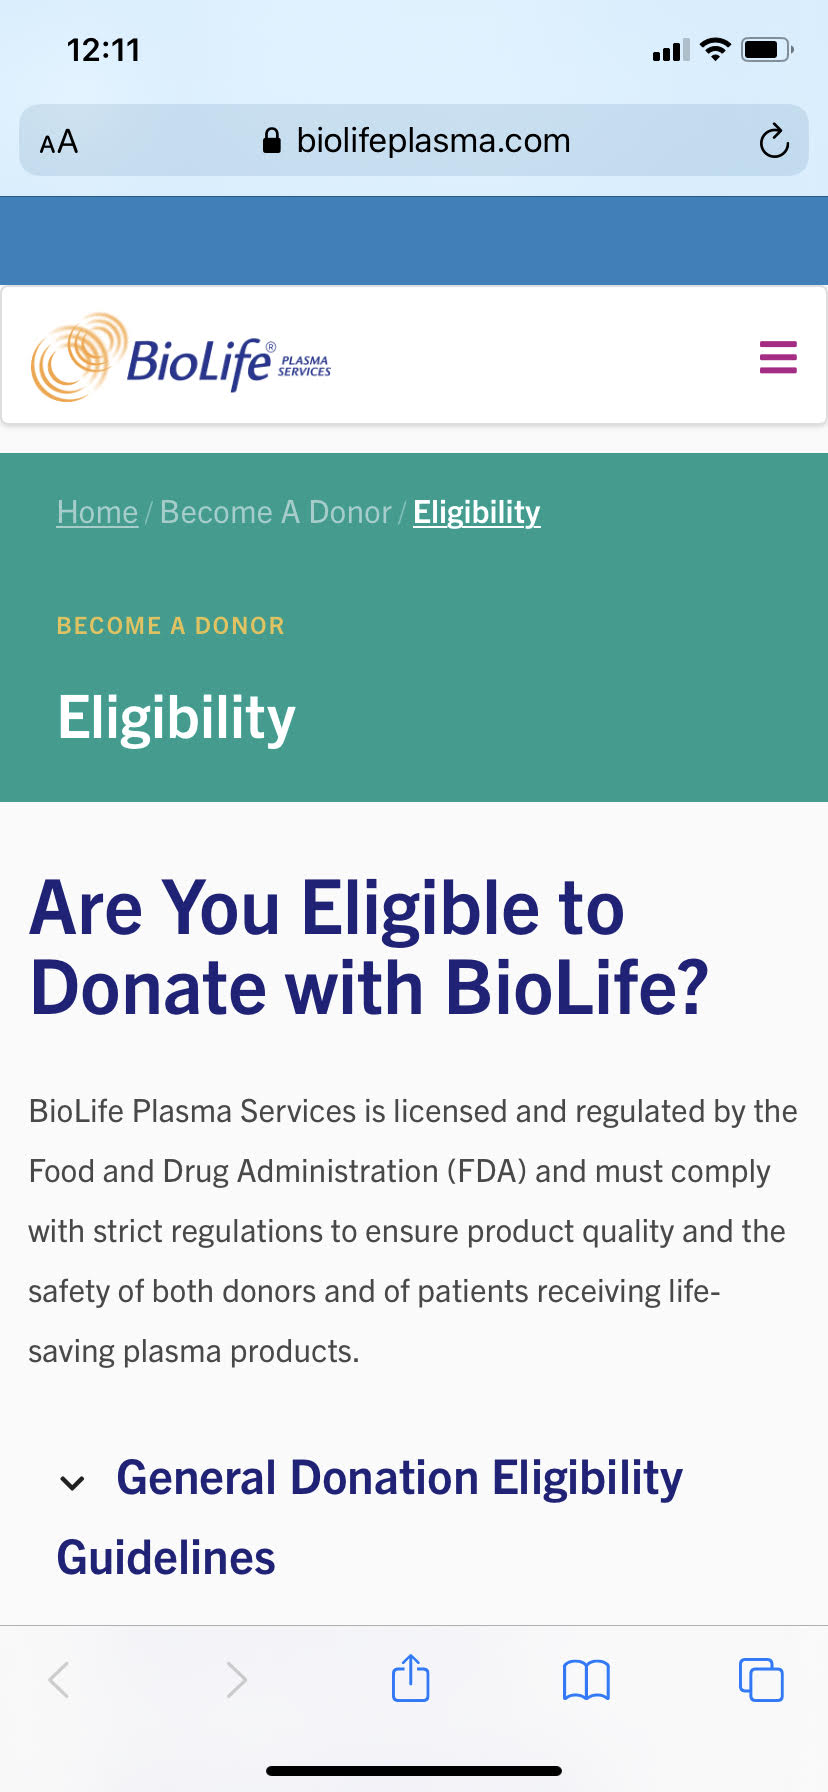 12:11
AA
biolifeplasma.com
BioLife® PLASMA
SERVICES
Home / Become A Donor / Eligibility
BECOME A DONOR
Eligibility
Are You Eligible to
Donate with BioLife?
BioLife Plasma Services is licensed and regulated by the
Food and Drug Administration (FDA) and must comply
with strict regulations to ensure product quality and the
safety of both donors and of patients receiving life-
saving plasma products.
General Donation Eligibility
Guidelines